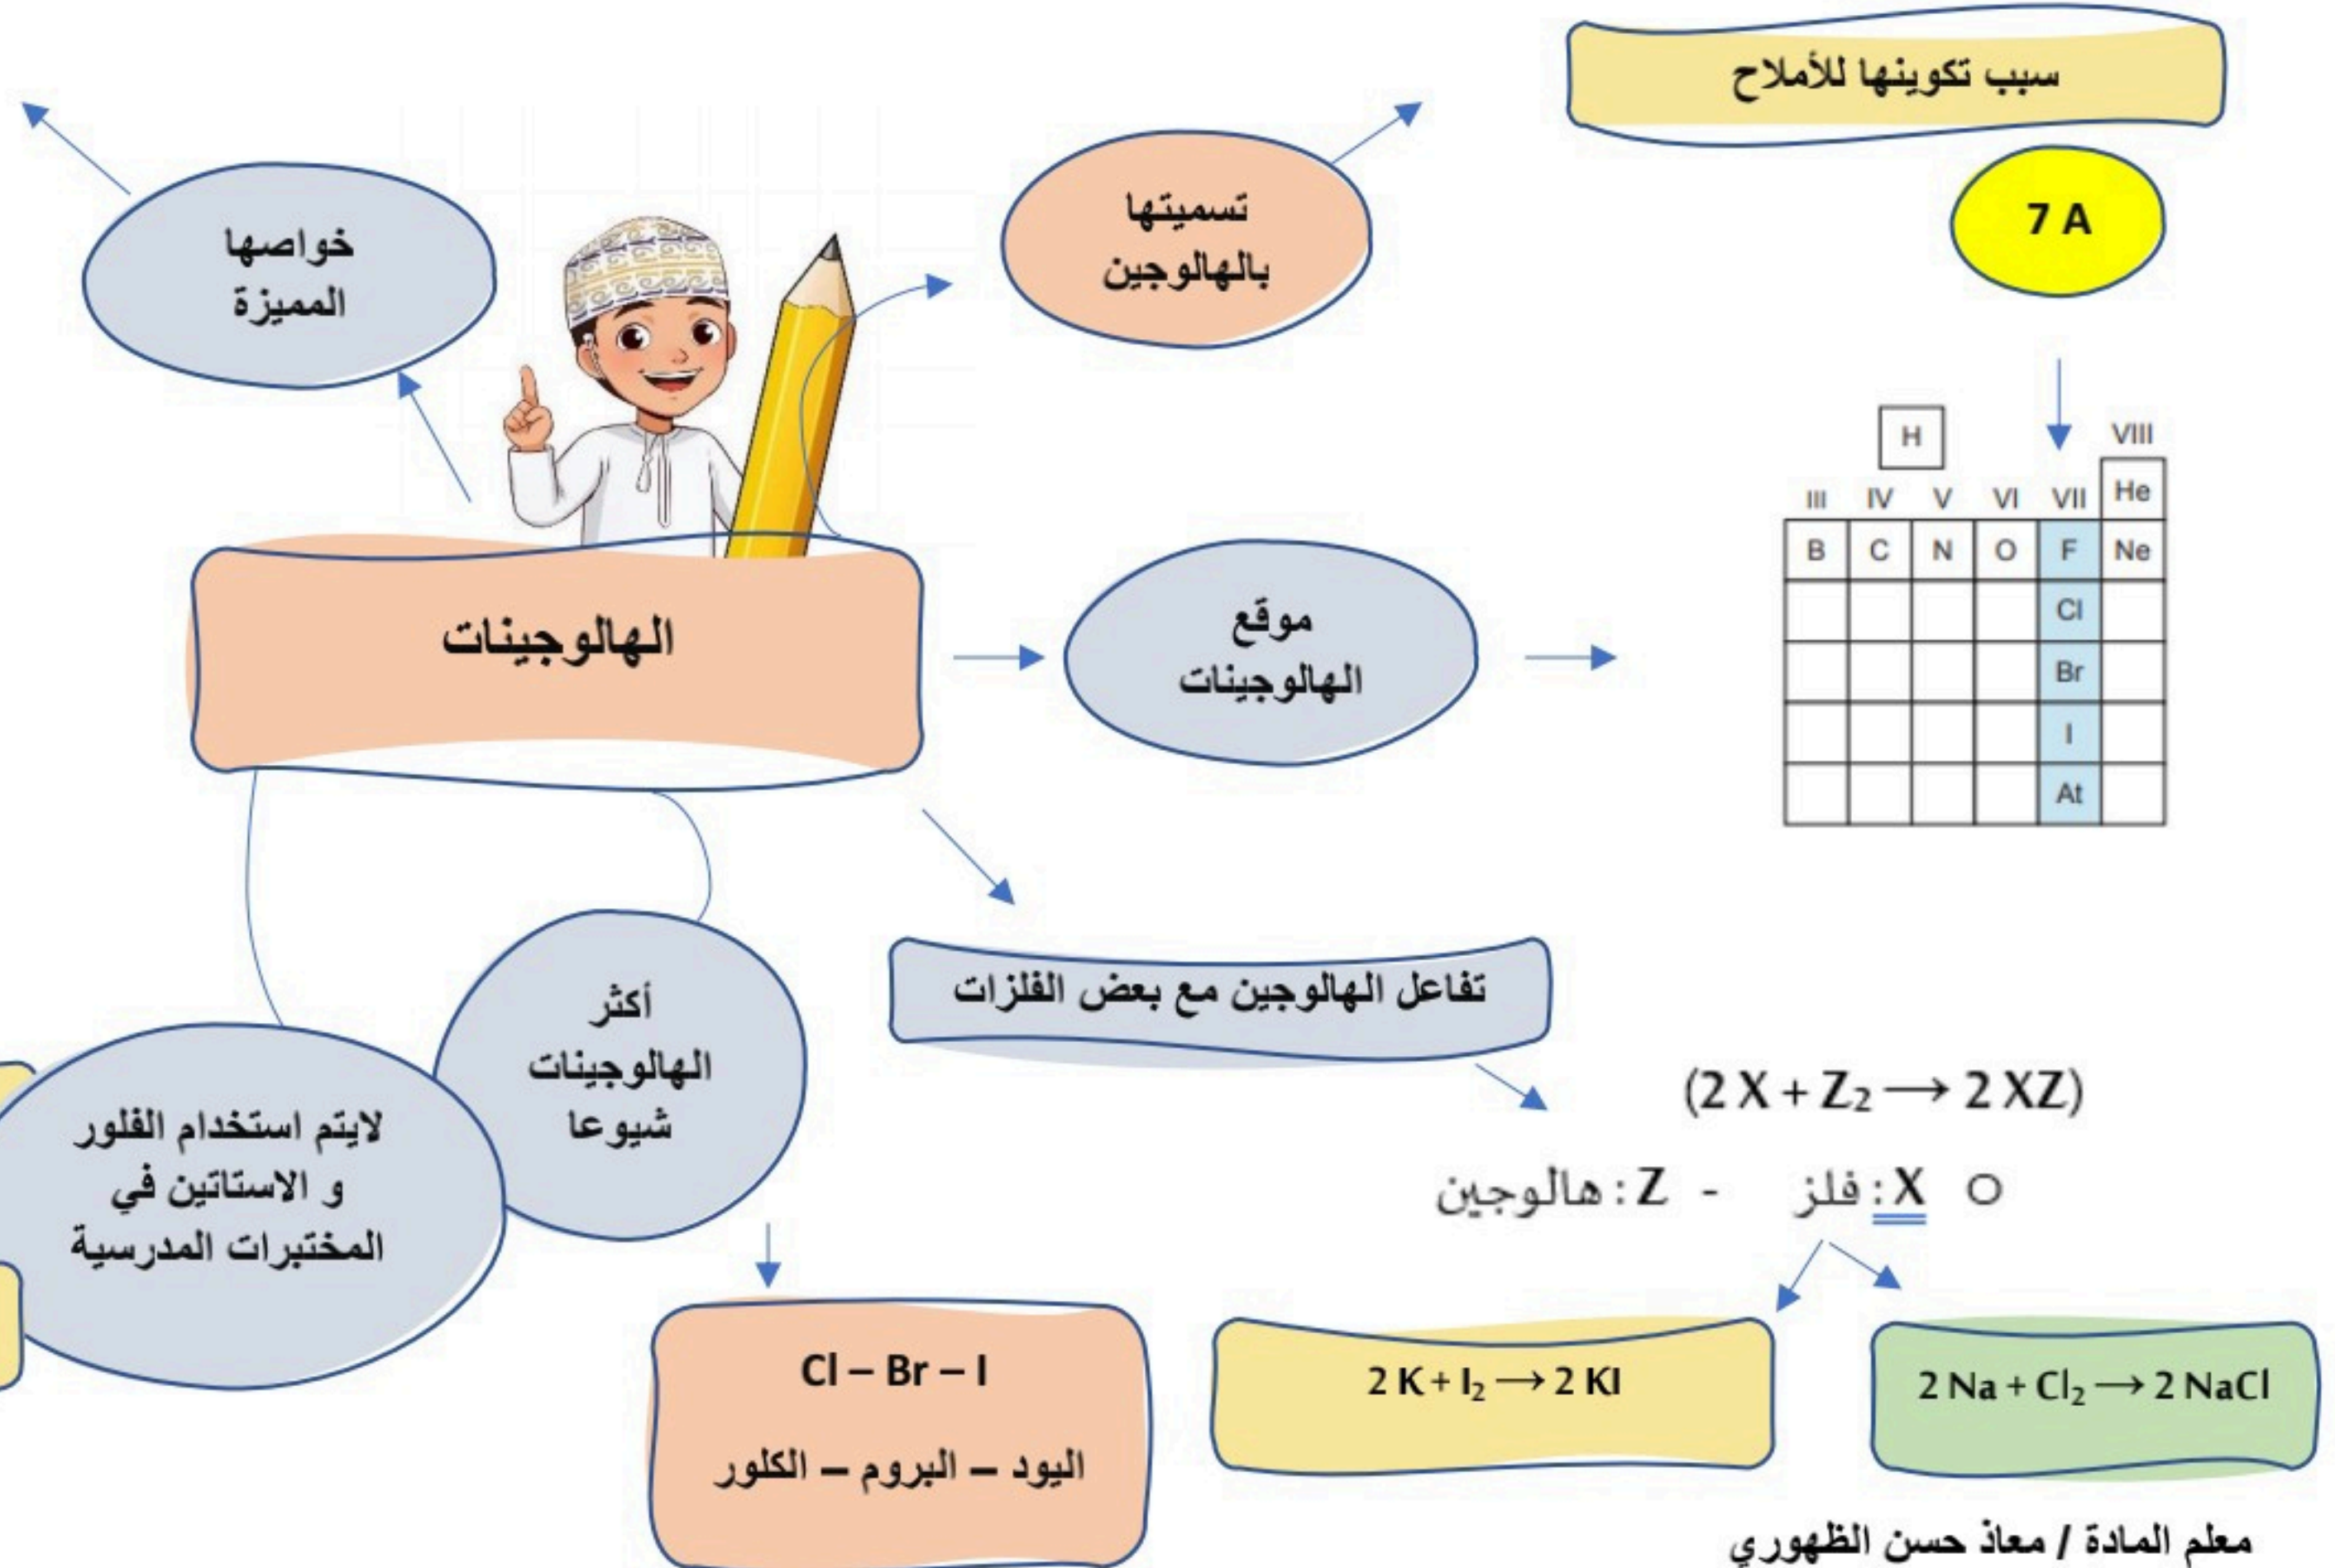 سبب تكوينها للأملاح
7 A
تسميتها
بالهالوجين
خواصها
المميزة
H
VIII
III IV V VI VII He
B C N O F Ne
Cl
Br
I
At
الهالوجينات
موقع
الهالوجينات
تفاعل الهالوجين مع بعض الفلزات
(2 X + Z₂ ⟶ 2 XZ)
O X: فلز - Z: هالوجين
2 Na + Cl₂ ⟶ 2 NaCl
2 K + I₂ ⟶ 2 KI
أكثر
الهالوجينات
شيوعا
Cl – Br – I
اليود – البروم – الكلور
لايتم استخدام الفلور
و الاستاتين في
المختبرات المدرسية
معلم المادة / معاذ حسن الظهوري